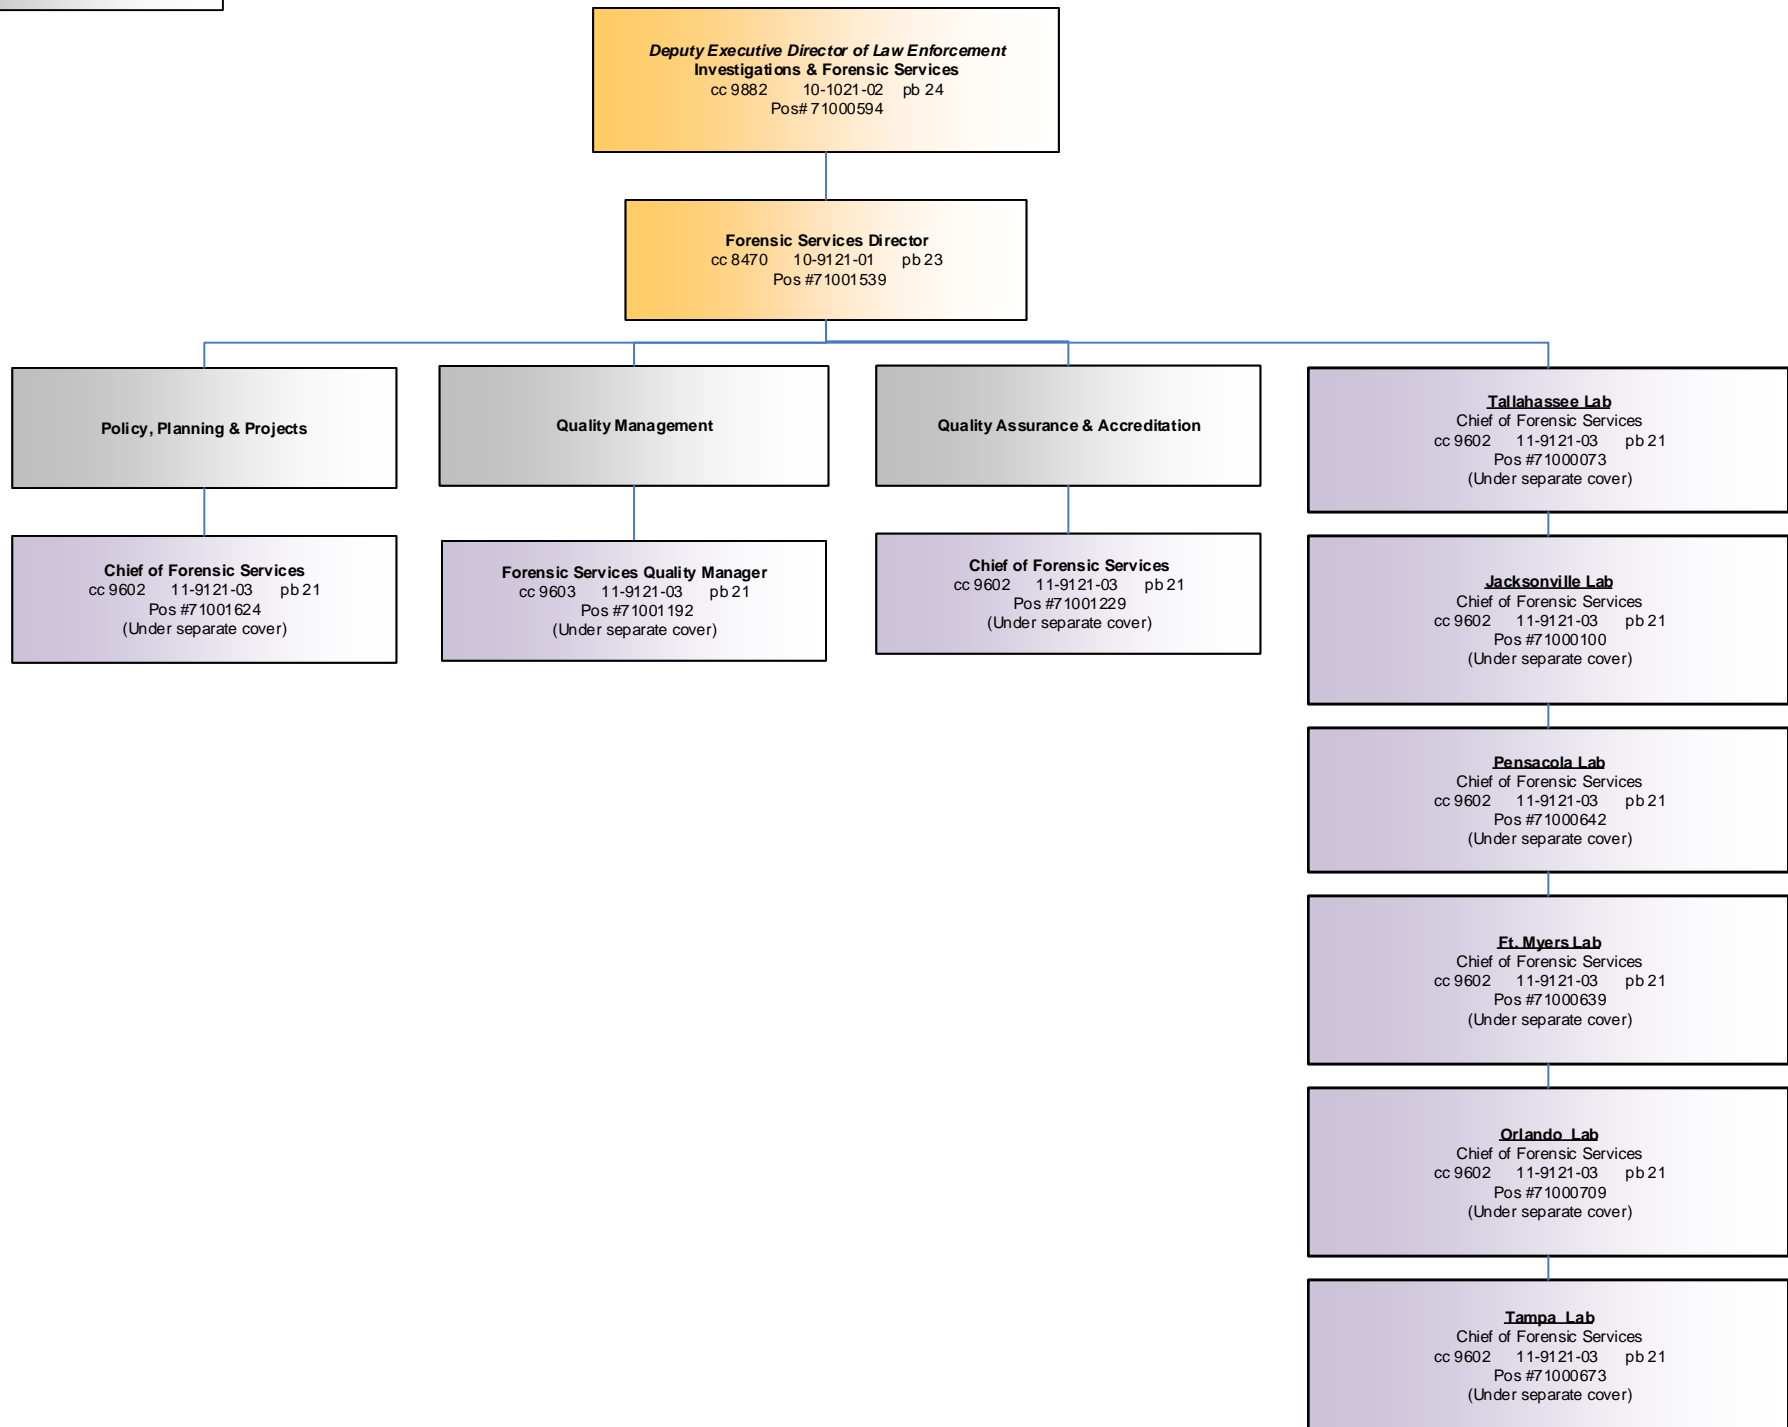 Deputy Executive Director of Law Enforcement
Investigations & Forensic Services
cc 9882 10-1021-02 pb 24
Pos# 71000594
Forensic Services Director
cc 8470 10-9121-01 pb 23
Pos #71001539
Policy, Planning & Projects
Quality Management
Quality Assurance & Accreditation
Chief of Forensic Services
cc 9602 11-9121-03 pb 21
Pos #71001624
(Under separate cover)
Forensic Services Quality Manager
cc 9603 11-9121-03 pb 21
Pos #71001192
(Under separate cover)
Chief of Forensic Services
cc 9602 11-9121-03 pb 21
Pos #71001229
(Under separate cover)
Tallahassee Lab
Chief of Forensic Services
cc 9602 11-9121-03 pb 21
Pos #71000073
(Under separate cover)
Jacksonville Lab
Chief of Forensic Services
cc 9602 11-9121-03 pb 21
Pos #71000100
(Under separate cover)
Pensacola Lab
Chief of Forensic Services
cc 9602 11-9121-03 pb 21
Pos #71000642
(Under separate cover)
Ft. Myers Lab
Chief of Forensic Services
cc 9602 11-9121-03 pb 21
Pos #71000639
(Under separate cover)
Orlando Lab
Chief of Forensic Services
cc 9602 11-9121-03 pb 21
Pos #71000709
(Under separate cover)
Tampa Lab
Chief of Forensic Services
cc 9602 11-9121-03 pb 21
Pos #71000673
(Under separate cover)